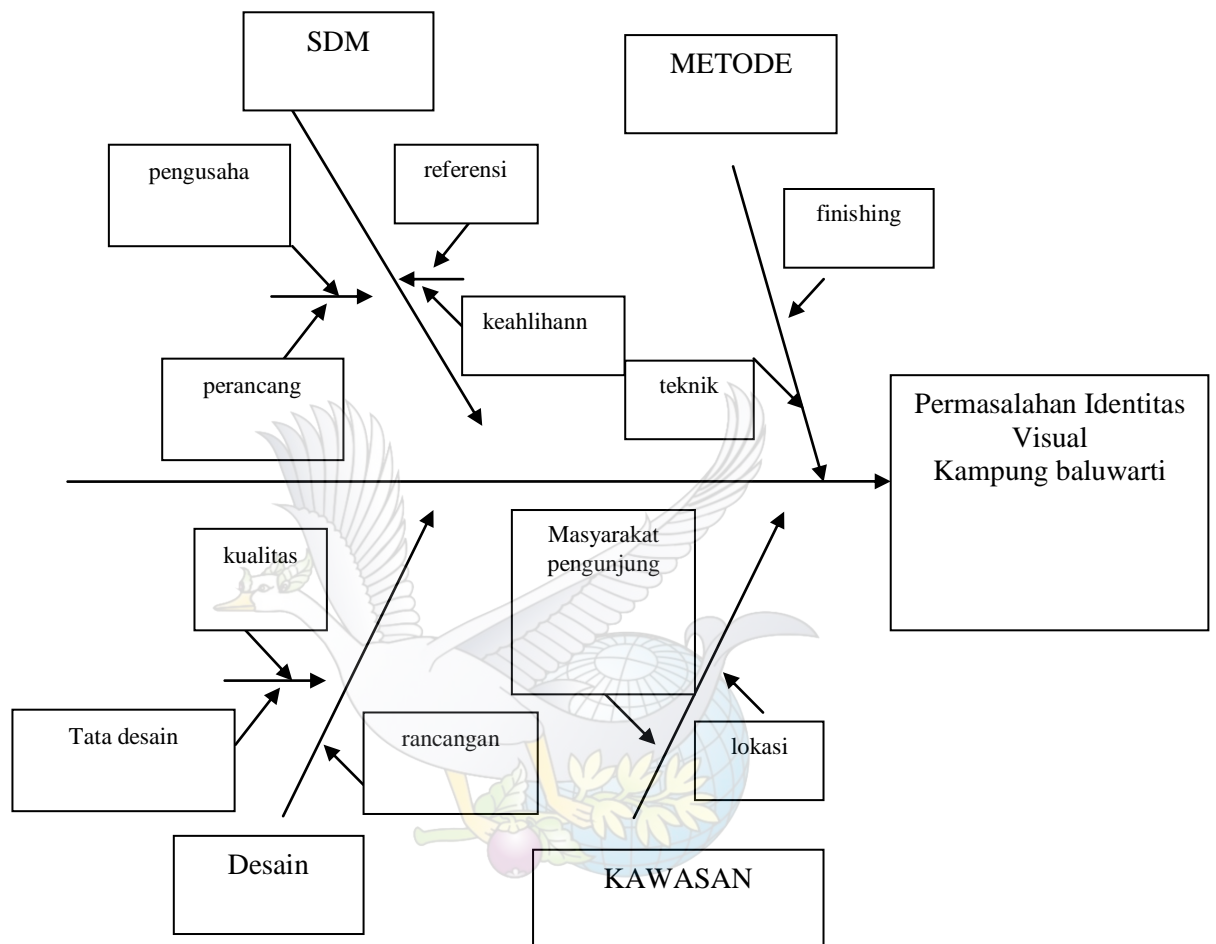 SDM
METODE
pengusaha
referensi
finishing
keahlihann
perancang
teknik
Permasalahan Identitas
Visual
Kampung baluwarti
kualitas
Masyarakat
pengunjung
Tata desain
rancangan
lokasi
Desain
KAWASAN